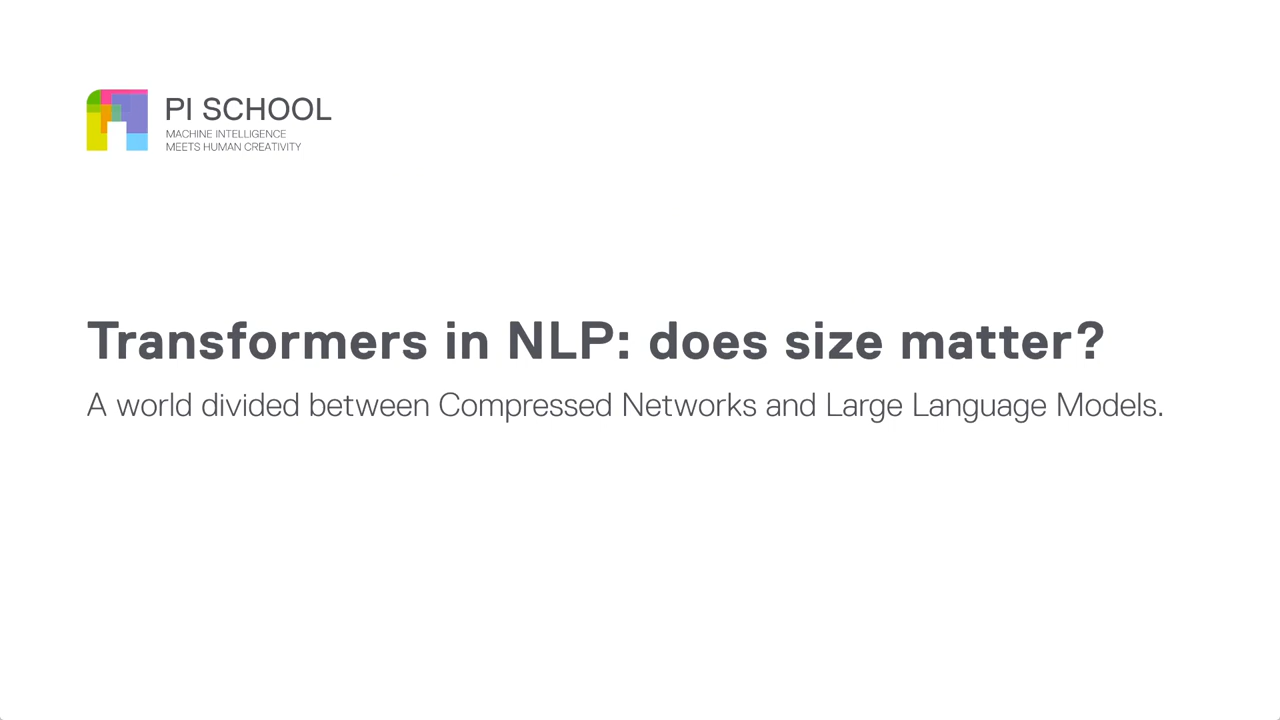 PI SCHOOL
MACHINE INTELLIGENCE
MEETS HUMAN CREATIVITY
Transformers in NLP: does size matter?
A world divided between Compressed Networks and Large Language Models.